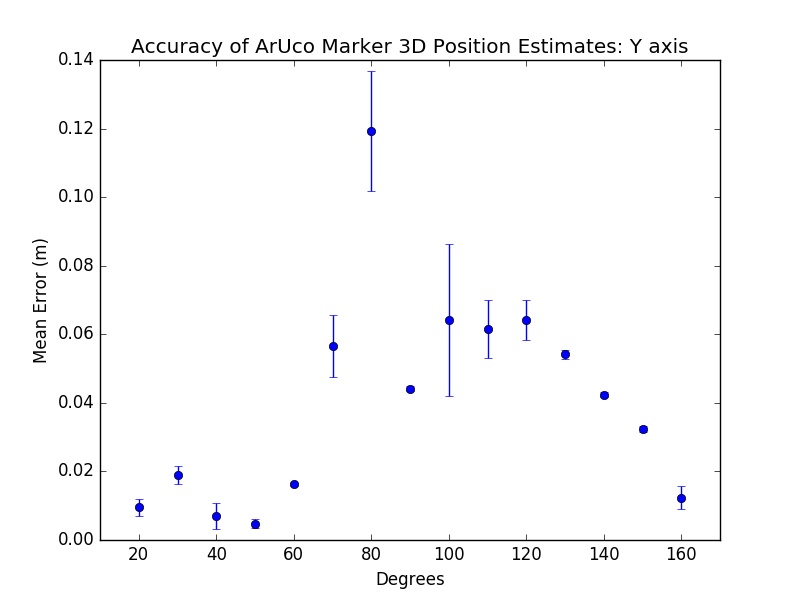 Accuracy of ArUco Marker 3D Position Estimates: Y axis
0.14
0.12
0.10
0.08
0.06
0.04
0.02
0.00
Mean Error (m)
20 40 60 80 100 120 140 160
Degrees